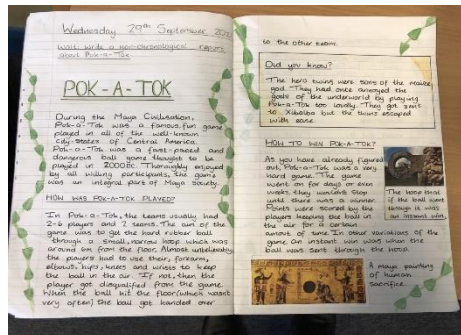 Wednesday 29th September 202
WALT: write a non-chronological report
about Pok-a-Tok
POK-A-TOK
During the Maya Civilisation,
Pok-a-Tok was a famous, fun game
played in all of the well-known
city-states of Central America.
Pok-a-Tok was a fast-paced and
dangerous ball game thought to be
played in 2000BC. Thoroughly enjoyed
by all willing participants, the game
was an integral part of Maya Society.
HOW WAS POK-A-TOK PLAYED?
In Pok-a-Tok, the teams usually had
2-6 players and 2 teams. The aim of the
game was to get the hard rubber ball
through a small, narrow hoop which was
around 6m from the floor. Almost unbelievably,
the players had to use their, forearm,
elbows, hips, knees and wrists to keep
the ball in the air. If not, then the
player got disqualified from the game.
When the ball hit the floor (which wasn't
very often) the ball got handed over
to the other team.
Did you know?
The hero twins were sons of the maize
god. They had once annoyed the
gods of the underworld by playing
Pok-a-Tok too loudly. They got sent
to Xibalba but the twins escaped
with ease.
HOW TO WIN POK-A-TOK?
As you have already figured
out, Pok-a-Tok was a very
hard game. The game
went on for days or even
weeks, they wouldn't stop
until there was a winner.
Points were scored by the
players keeping the ball in
the air for a certain
amount of time. In other variations of the
game, an instant win was when the
ball was sent through the hoop.
The hoop that
if the ball went
through it was
an instant win.
A maya painting
of human
sacrifice.